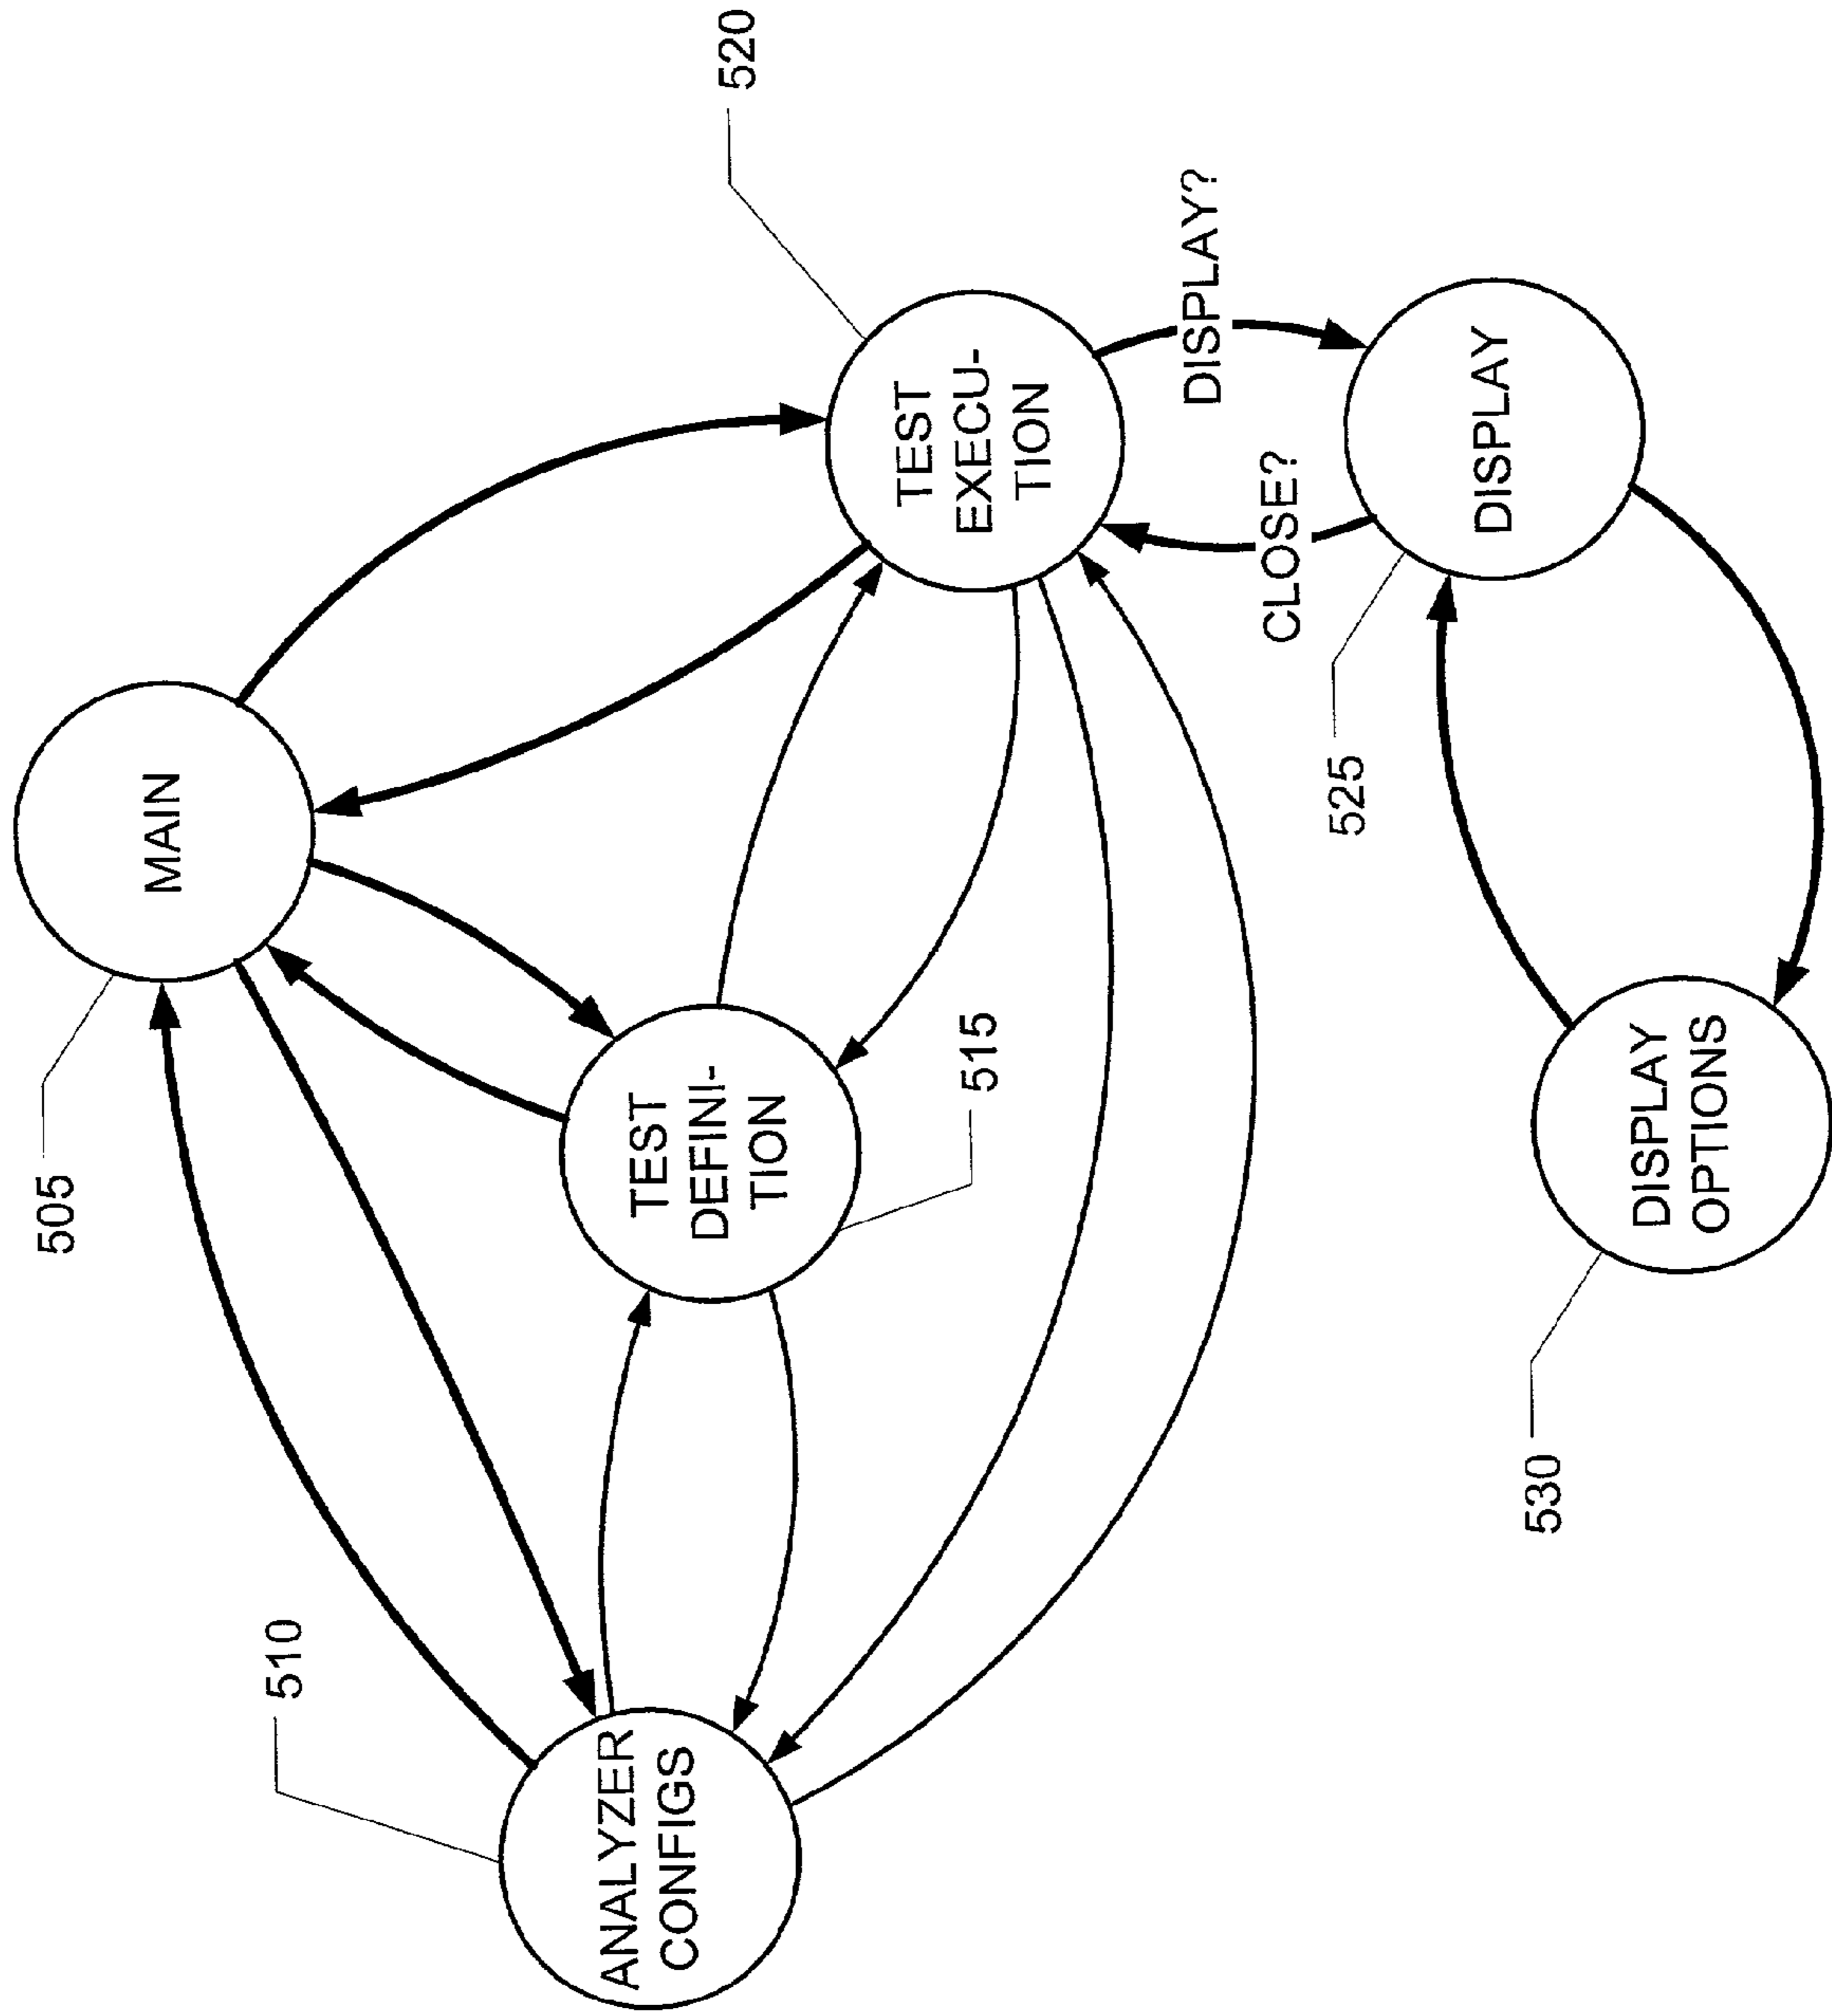 505
MAIN
510
ANALYZER
CONFIGS
TEST
DEFINI-
TION
515
TEST
EXECU-
TION
520
DISPLAY?
CLOSE?
525
DISPLAY
530
DISPLAY
OPTIONS